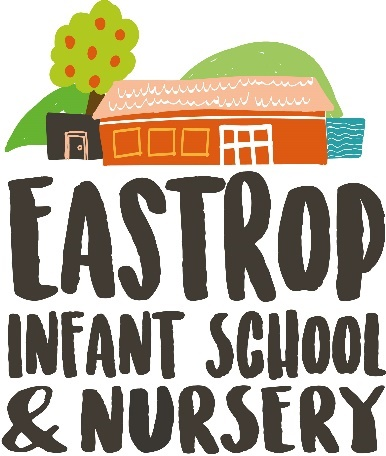 EASTROP
INFANT SCHOOL
& NURSERY